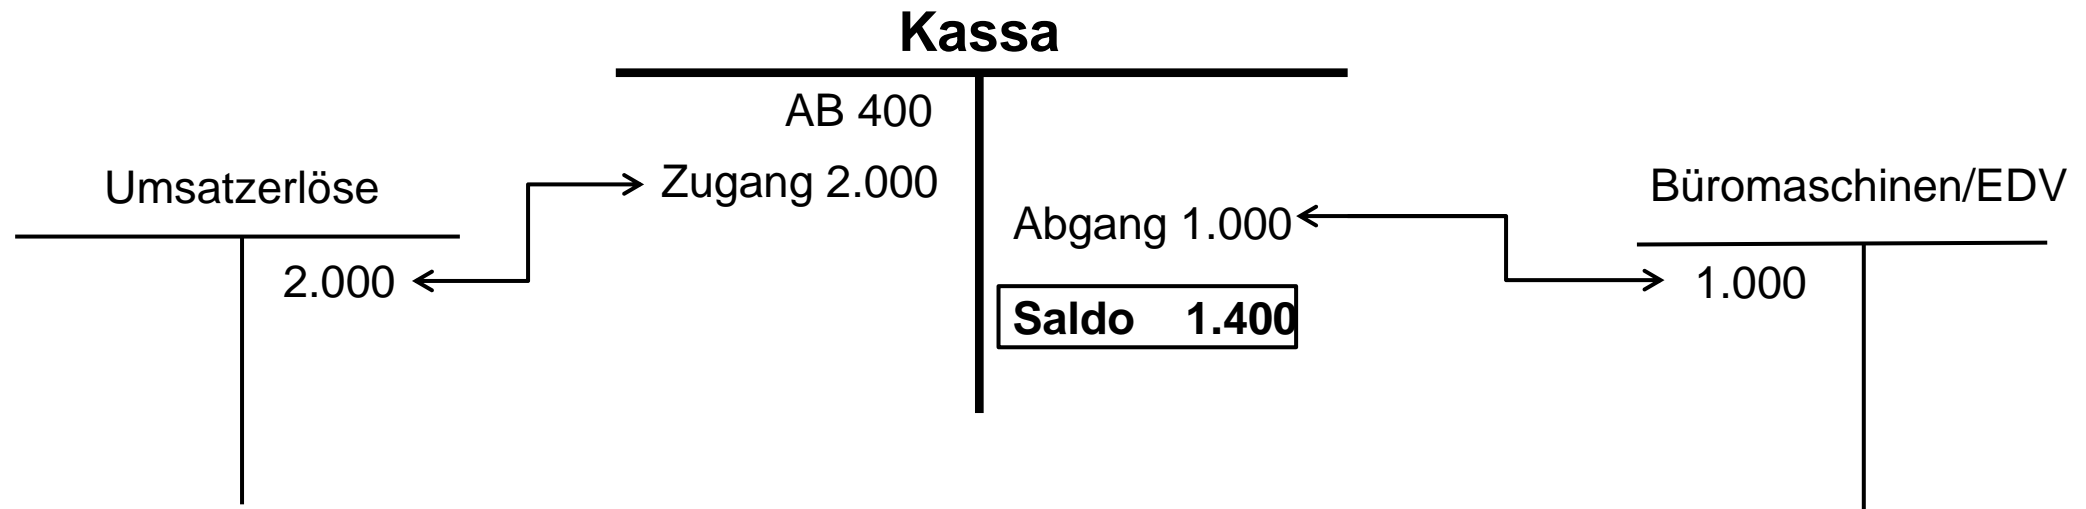 Kassa
AB 400
Umsatzerlöse
Zugang 2.000
Büromaschinen/EDV
Abgang 1.000
2.000
1.000
Saldo 1.400